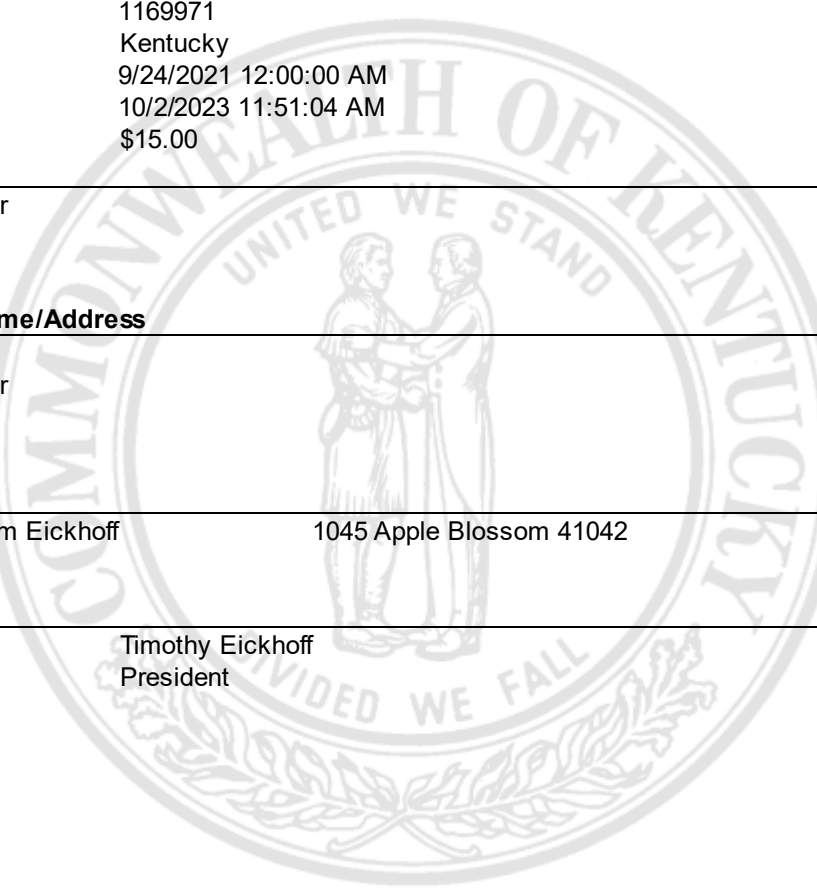 1169971
Kentucky
9/24/2021 12:00:00 AM
10/2/2023 11:51:04 AM
$15.00
r
me/Address
r
m Eickhoff 1045 Apple Blossom 41042
Timothy Eickhoff
President
COMMONWEALTH OF KENTUCKY
UNITED WE STAND
DIVIDED WE FALL